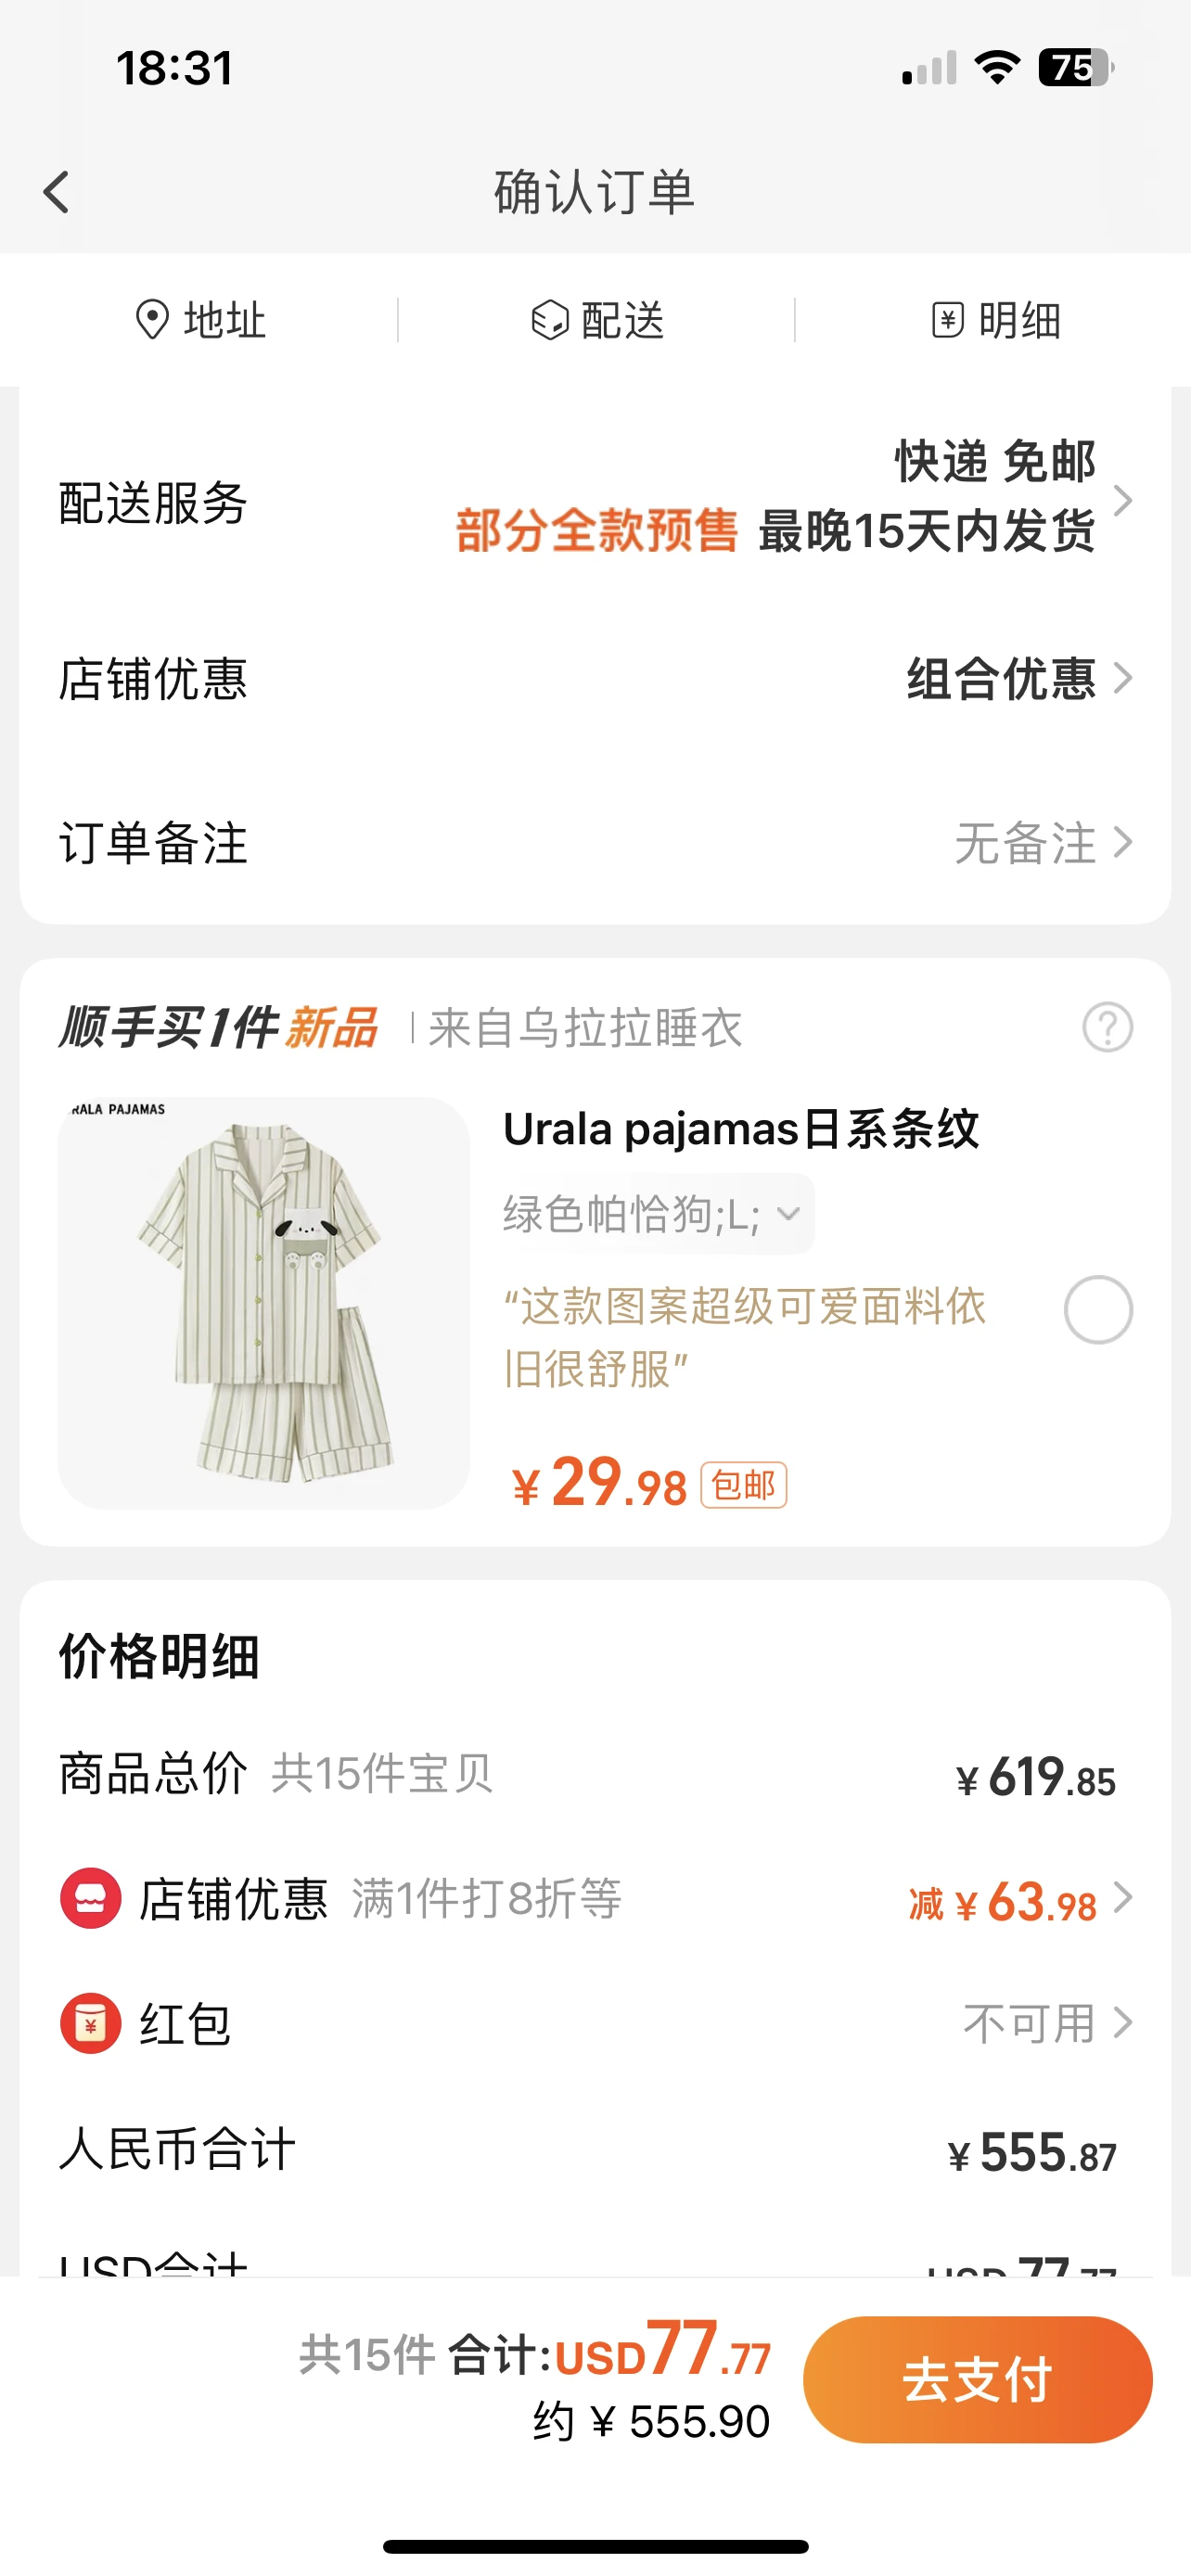 18:31
75
确认订单
地址
配送
明细
配送服务
快递 免邮
部分全款预售 最晚15天内发货
店铺优惠
组合优惠
订单备注
无备注
顺手买1件 新品 来自乌拉拉睡衣
RALA PAJAMAS
Urala pajamas日系条纹
绿色帕恰狗;L;
“这款图案超级可爱面料依
旧很舒服”
¥29.98 包邮
价格明细
商品总价 共15件宝贝 ¥619.85
店铺优惠 满1件打8折等 减¥63.98
红包 不可用
人民币合计 ¥555.87
USD合计 USD 77.77
共15件 合计:USD77.77
约 ¥ 555.90
去支付